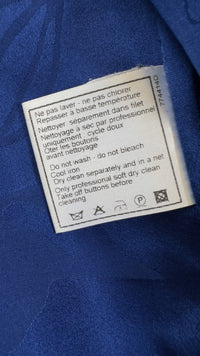 Ne pas laver - ne pas chlorer
Repasser à basse température
Nettoyer séparement dans filet
Nettoyage à sec par professionnel
uniquement : cycle doux
Oter les boutons
avant nettoyage
Do not wash - do not bleach
Cool iron
Dry clean separately and in a net
Only professional soft dry clean
Take off buttons before
cleaning
P